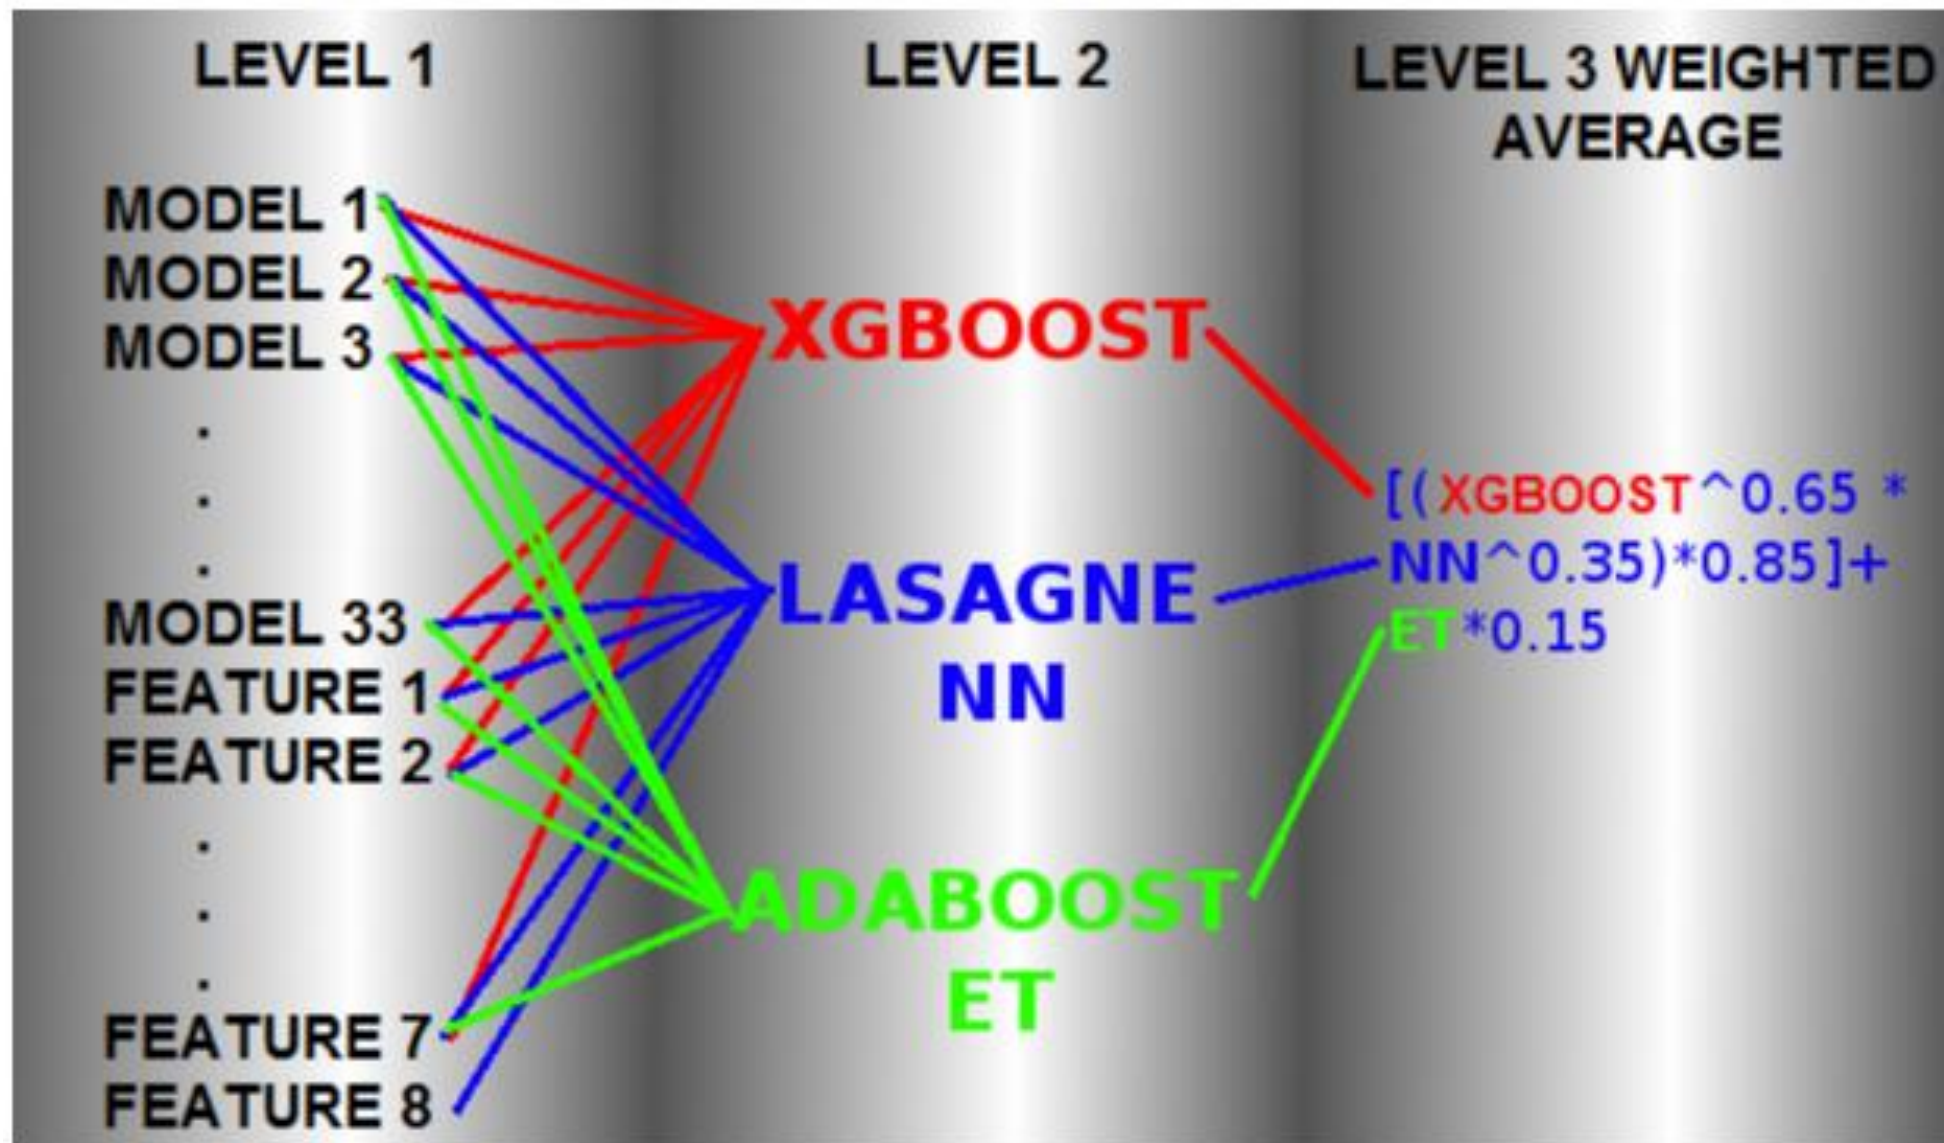 LEVEL 1
MODEL 1
MODEL 2
MODEL 3
.
.
.
MODEL 33
FEATURE 1
FEATURE 2
.
.
.
FEATURE 7
FEATURE 8
LEVEL 2
XGBOOST
LASAGNE
NN
ADABOOST
ET
LEVEL 3 WEIGHTED
AVERAGE
[(XGBOOST^0.65 *
NN^0.35)*0.85]+
ET*0.15